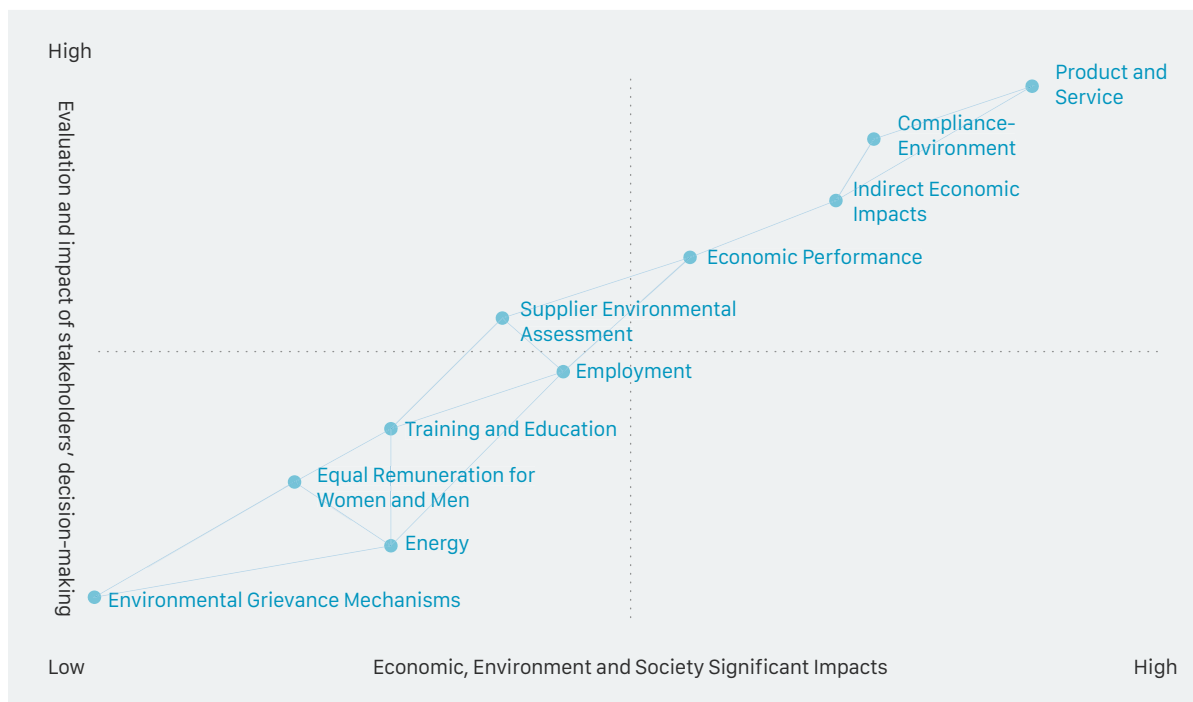 High
Evaluation and impact of stakeholders’ decision-making
Product and
Service
Compliance-
Environment
Indirect Economic
Impacts
Economic Performance
Supplier Environmental
Assessment
Employment
Training and Education
Equal Remuneration for
Women and Men
Energy
Environmental Grievance Mechanisms
Low
Economic, Environment and Society Significant Impacts
High